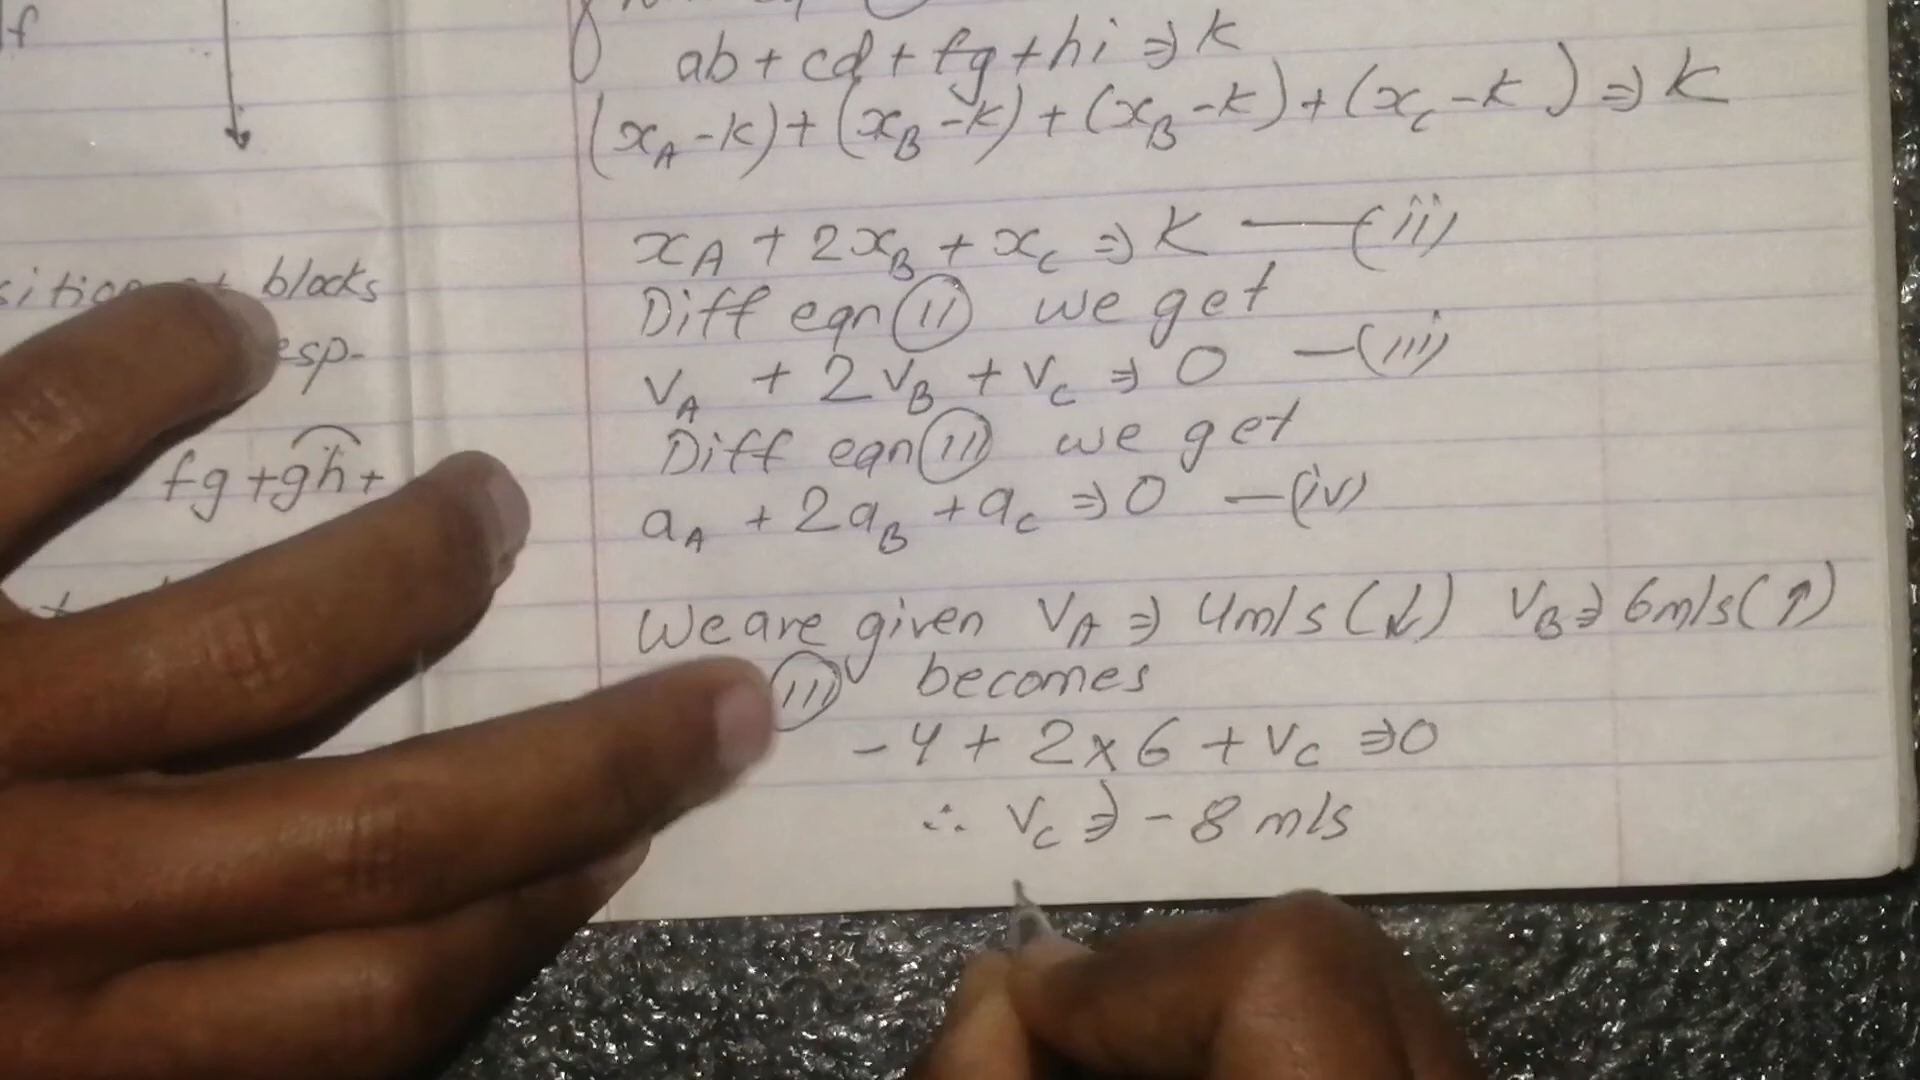 f
blocks
esp-
fg + gh +
ab + cd + fg + hi ⇒ k
(x_A - k) + (x_B - k) + (x_B - k) + (x_C - k) ⇒ k
x_A + 2x_B + x_C ⇒ k —(ii)
Diff eqn (ii) we get
v_A + 2v_B + v_C ⇒ 0 —(iii)
Diff eqn (iii) we get
a_A + 2a_B + a_C ⇒ 0 —(iv)
We are given v_A ⇒ 4m/s (↓) v_B ⇒ 6m/s (↑)
(iii) becomes
-4 + 2×6 + v_C ⇒ 0
∴ v_C ⇒ -8 m/s